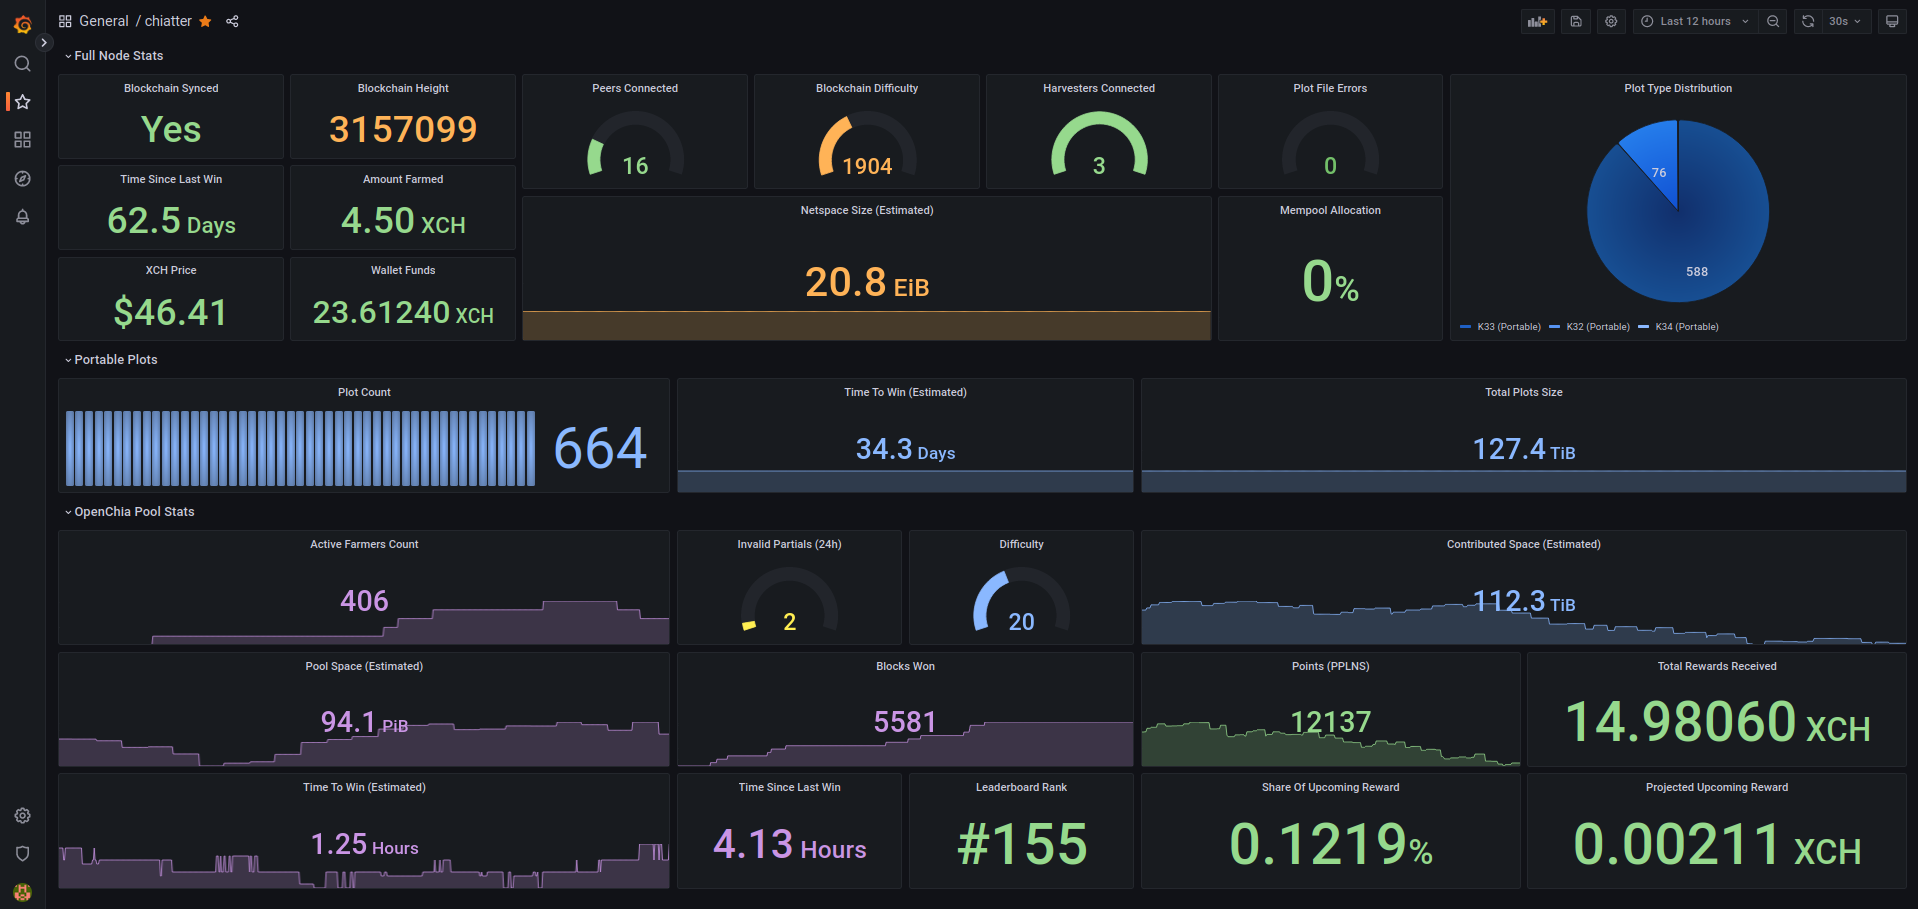 General / chiatter
Last 12 hours
30s
Full Node Stats
Blockchain Synced
Yes
Blockchain Height
3157099
Peers Connected
16
Blockchain Difficulty
1904
Harvesters Connected
3
Plot File Errors
0
Plot Type Distribution
76
588
K33 (Portable) K32 (Portable) K34 (Portable)
Time Since Last Win
62.5 Days
Amount Farmed
4.50 XCH
Netspace Size (Estimated)
20.8 EiB
Mempool Allocation
0%
XCH Price
$46.41
Wallet Funds
23.61240 XCH
Portable Plots
Plot Count
664
Time To Win (Estimated)
34.3 Days
Total Plots Size
127.4 TiB
OpenChia Pool Stats
Active Farmers Count
406
Invalid Partials (24h)
2
Difficulty
20
Contributed Space (Estimated)
112.3 TiB
Pool Space (Estimated)
94.1 PiB
Blocks Won
5581
Points (PPLNS)
12137
Total Rewards Received
14.98060 XCH
Time To Win (Estimated)
1.25 Hours
Time Since Last Win
4.13 Hours
Leaderboard Rank
#155
Share Of Upcoming Reward
0.1219%
Projected Upcoming Reward
0.00211 XCH